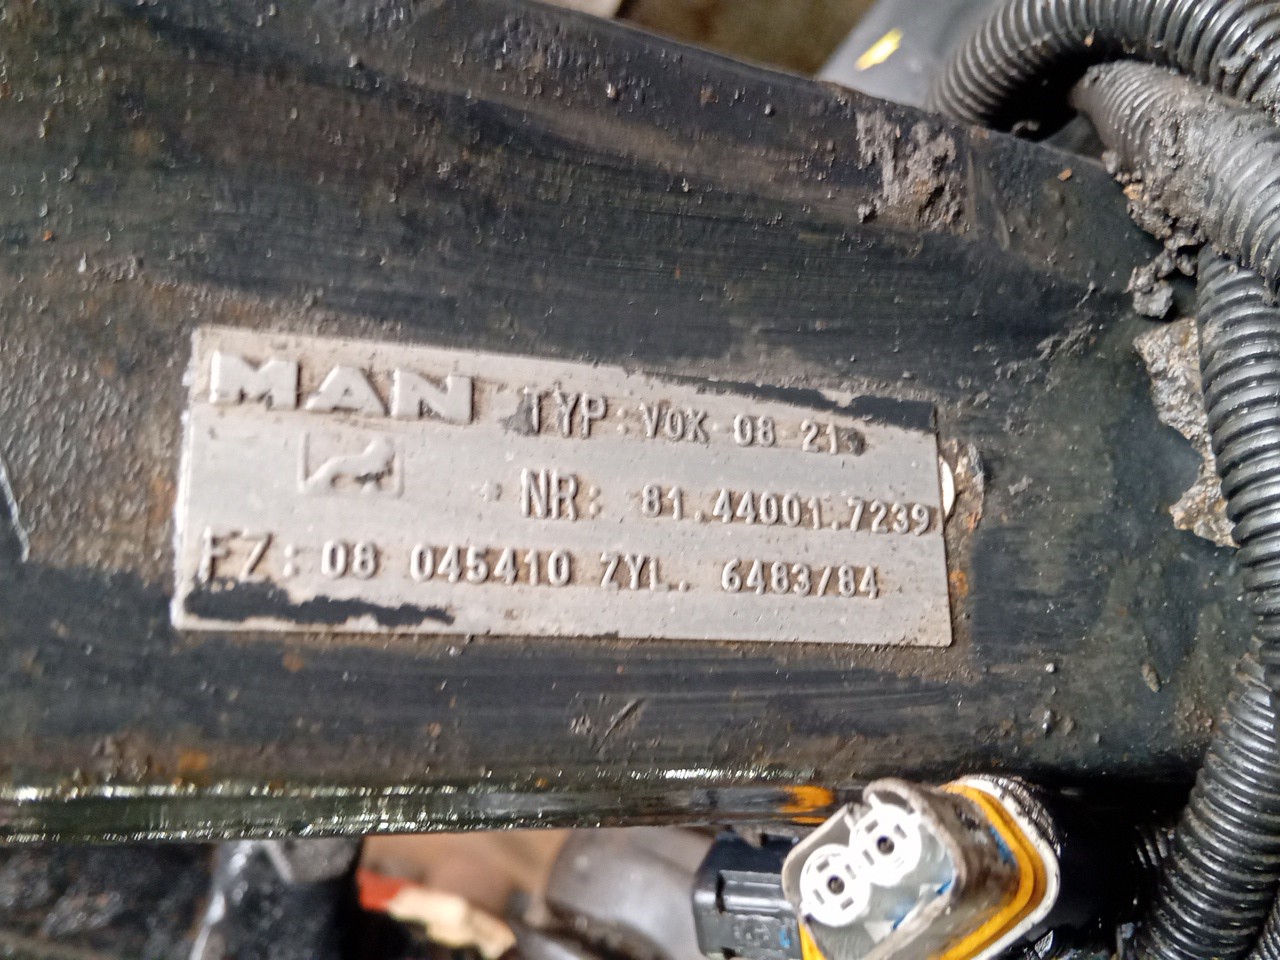 MAN TYP: VOK 08 21
NR: 81.44001.7239
FZ: 08 045410 ZYL. 6483/84